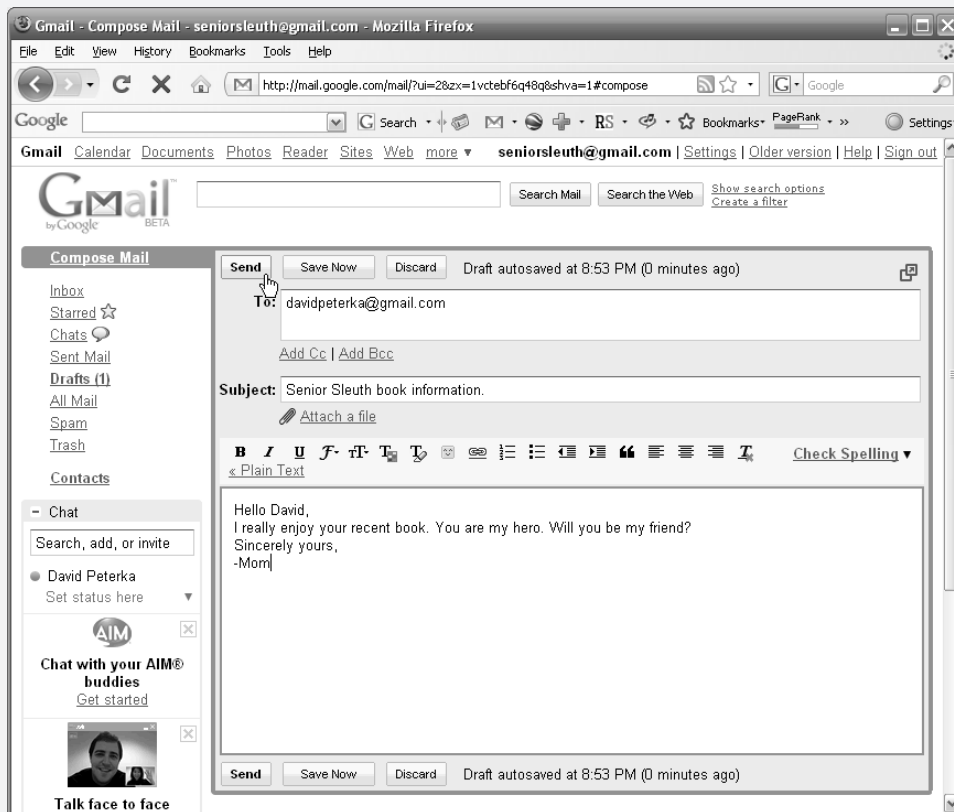 Gmail - Compose Mail - seniorsleuth@gmail.com - Mozilla Firefox
File Edit View History Bookmarks Tools Help
http://mail.google.com/mail/?ui=2&zx=1vctebf6q48q&shva=1#compose G Google
Google G Search RS Bookmarks PageRank » Settings
Gmail Calendar Documents Photos Reader Sites Web more ▼ seniorsleuth@gmail.com | Settings | Older version | Help | Sign out
Gmail™ by Google BETA
Search Mail Search the Web Show search options
Create a filter
Compose Mail
Send Save Now Discard Draft autosaved at 8:53 PM (0 minutes ago)
Inbox
Starred
Chats
Sent Mail
Drafts (1)
All Mail
Spam
Trash
Contacts
To: davidpeterka@gmail.com
Add Cc | Add Bcc
Subject: Senior Sleuth book information.
Attach a file
B I U F TT T T T Check Spelling ▼
« Plain Text
Hello David,
I really enjoy your recent book. You are my hero. Will you be my friend?
Sincerely yours,
-Mom
− Chat
Search, add, or invite
David Peterka
Set status here ▼
AIM
Chat with your AIM®
buddies
Get started
Talk face to face
Send Save Now Discard Draft autosaved at 8:53 PM (0 minutes ago)